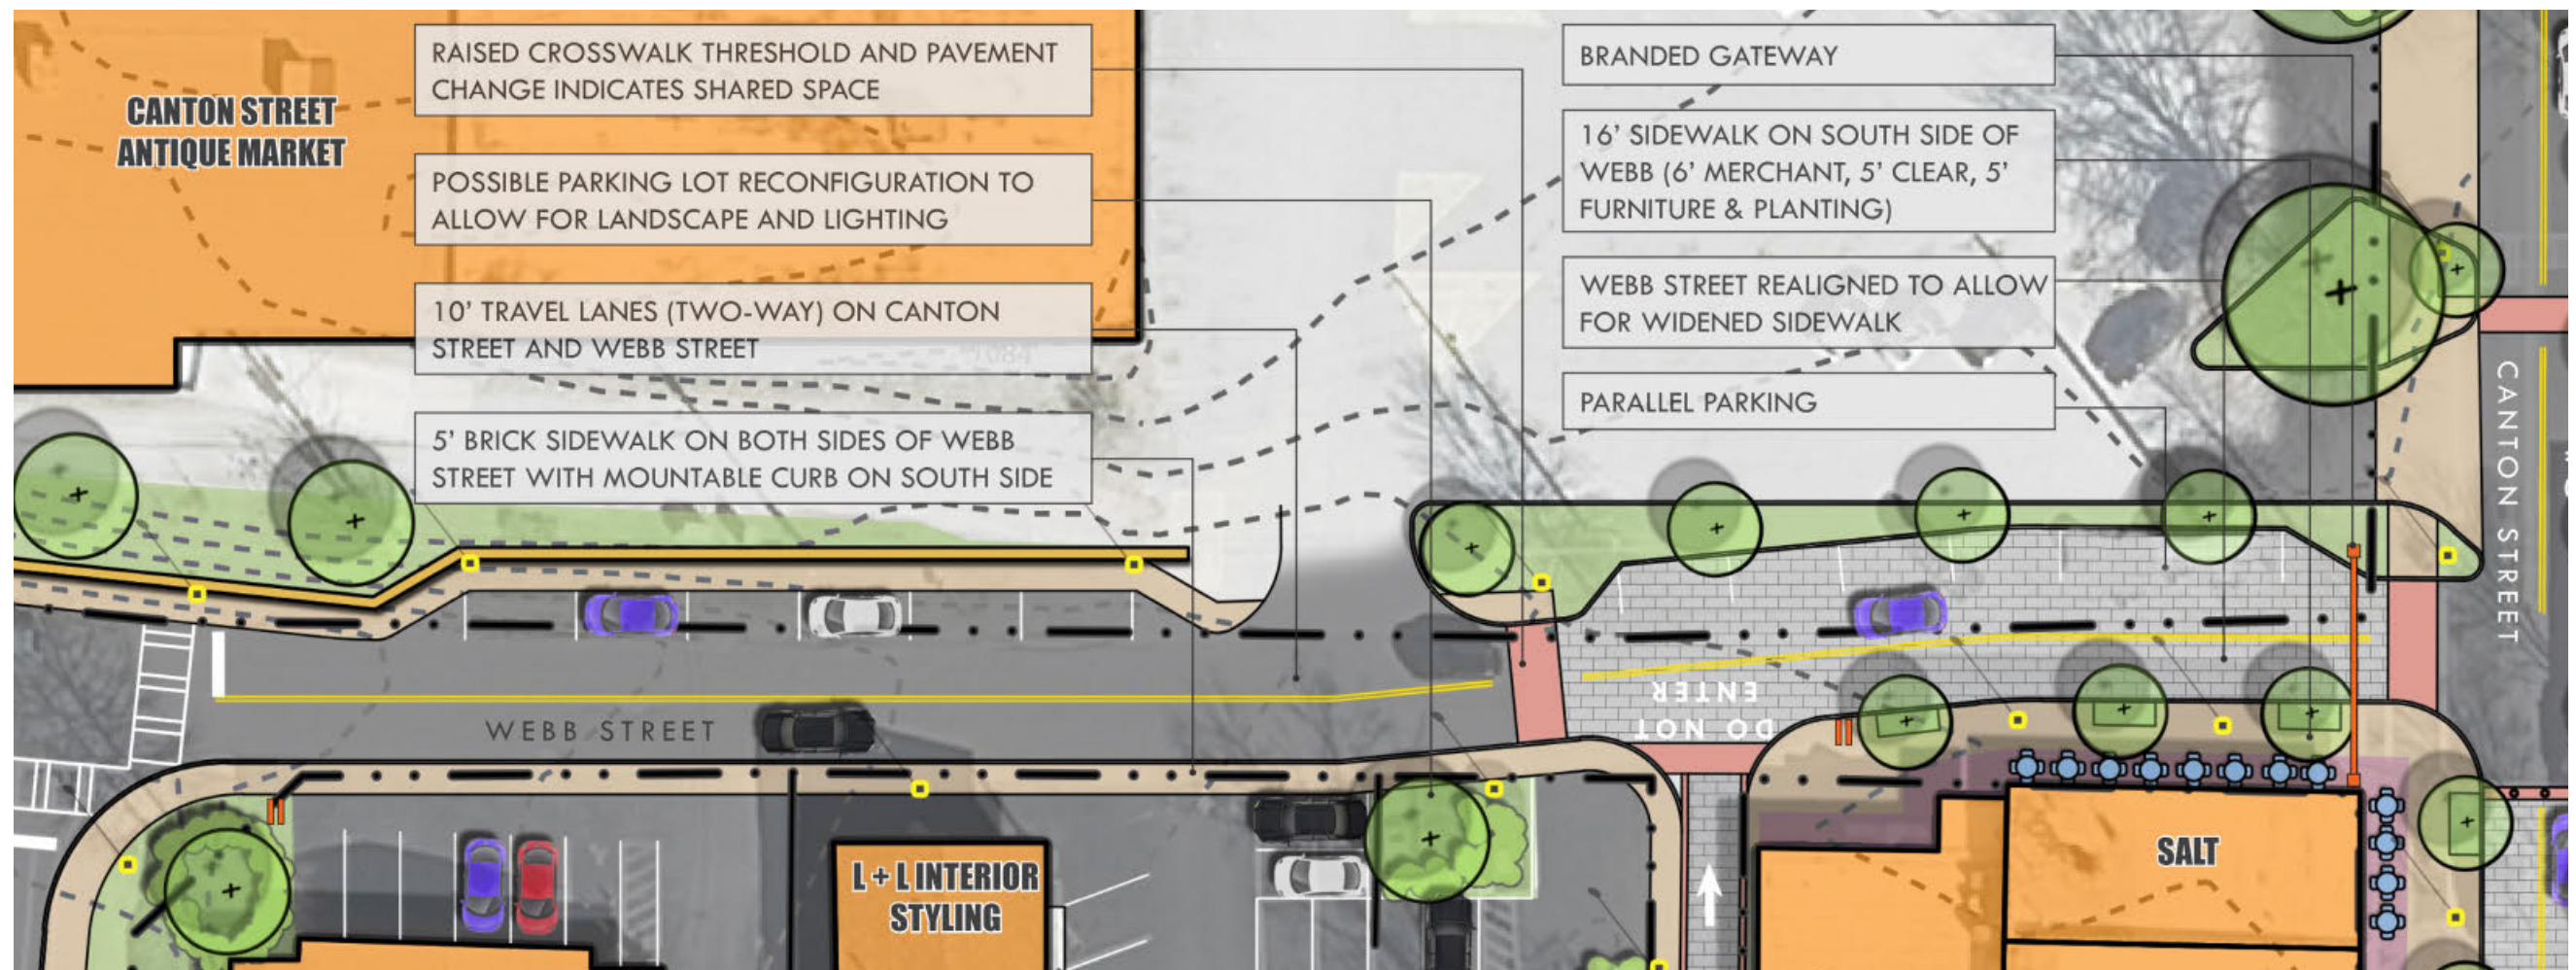 CANTON STREET
ANTIQUE MARKET
RAISED CROSSWALK THRESHOLD AND PAVEMENT
CHANGE INDICATES SHARED SPACE
POSSIBLE PARKING LOT RECONFIGURATION TO
ALLOW FOR LANDSCAPE AND LIGHTING
10’ TRAVEL LANES (TWO-WAY) ON CANTON
STREET AND WEBB STREET
5’ BRICK SIDEWALK ON BOTH SIDES OF WEBB
STREET WITH MOUNTABLE CURB ON SOUTH SIDE
BRANDED GATEWAY
16’ SIDEWALK ON SOUTH SIDE OF
WEBB (6’ MERCHANT, 5’ CLEAR, 5’
FURNITURE & PLANTING)
WEBB STREET REALIGNED TO ALLOW
FOR WIDENED SIDEWALK
PARALLEL PARKING
CANTON STREET
WEBB STREET
DO NOT
ENTER
L + L INTERIOR
STYLING
SALT